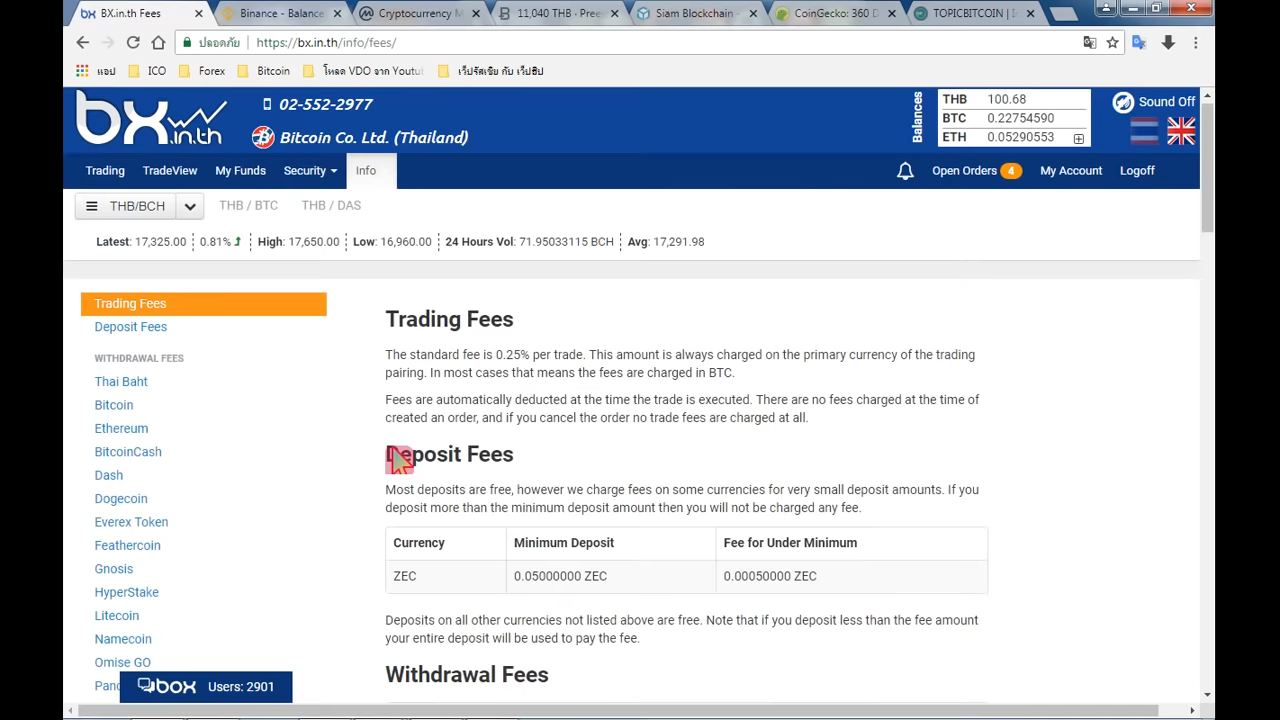 BX.in.th Fees
Binance - Balance
Cryptocurrency M
11,040 THB - Pree
Siam Blockchain -
CoinGecko: 360 D
TOPICBITCOIN | I
ปลอดภัย https://bx.in.th/info/fees/
แอป ICO Forex Bitcoin โหลด VDO จาก Youtu เว็ปรัสเซีย กับ เว็ปซิป
bx.in.th
02-552-2977
Bitcoin Co. Ltd. (Thailand)
Balances
THB 100.68
BTC 0.22754590
ETH 0.05290553
Sound Off
Trading TradeView My Funds Security Info Open Orders 4 My Account Logoff
THB/BCH THB / BTC THB / DAS
Latest: 17,325.00 0.81% High: 17,650.00 Low: 16,960.00 24 Hours Vol: 71.95033115 BCH Avg: 17,291.98
Trading Fees
Deposit Fees
WITHDRAWAL FEES
Thai Baht
Bitcoin
Ethereum
BitcoinCash
Dash
Dogecoin
Everex Token
Feathercoin
Gnosis
HyperStake
Litecoin
Namecoin
Omise GO
Pan
box Users: 2901
Trading Fees
The standard fee is 0.25% per trade. This amount is always charged on the primary currency of the trading
pairing. In most cases that means the fees are charged in BTC.
Fees are automatically deducted at the time the trade is executed. There are no fees charged at the time of
created an order, and if you cancel the order no trade fees are charged at all.
Deposit Fees
Most deposits are free, however we charge fees on some currencies for very small deposit amounts. If you
deposit more than the minimum deposit amount then you will not be charged any fee.
Currency Minimum Deposit Fee for Under Minimum
ZEC 0.05000000 ZEC 0.00050000 ZEC
Deposits on all other currencies not listed above are free. Note that if you deposit less than the fee amount
your entire deposit will be used to pay the fee.
Withdrawal Fees